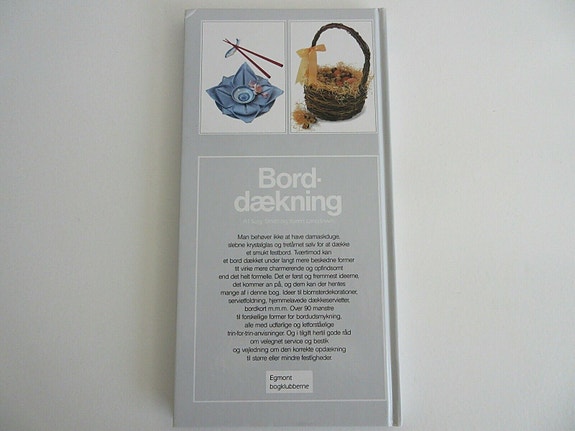 Bord-
dækning
Man behøver ikke at have damaskduge,
slebne krystalglas og trefarmet sølv for at dække
et smukt festbord. Tværtimod kan
et bord dækket under langt mere beskedne former
tit virke mere charmerende og opfindsomt
end det helt formelle. Det er først og fremmest ideerne,
det kommer an på, og dem kan der hentes
mange af i denne bog. Ideer til blomsterdekorationer,
servietfoldning, hjemmelavede dækkeservietter,
bordkort m.m. Over 90 mønstre
til forskellige former for bordudsmykning,
alle med udførlige og letforståelige
trin-for-trin-anvisninger. Og i tilgift hertil gode råd
om velegnet service og bestik
og vejledning om den korrekte opdækning
til større eller mindre festligheder.
Egmont
bogklubberne